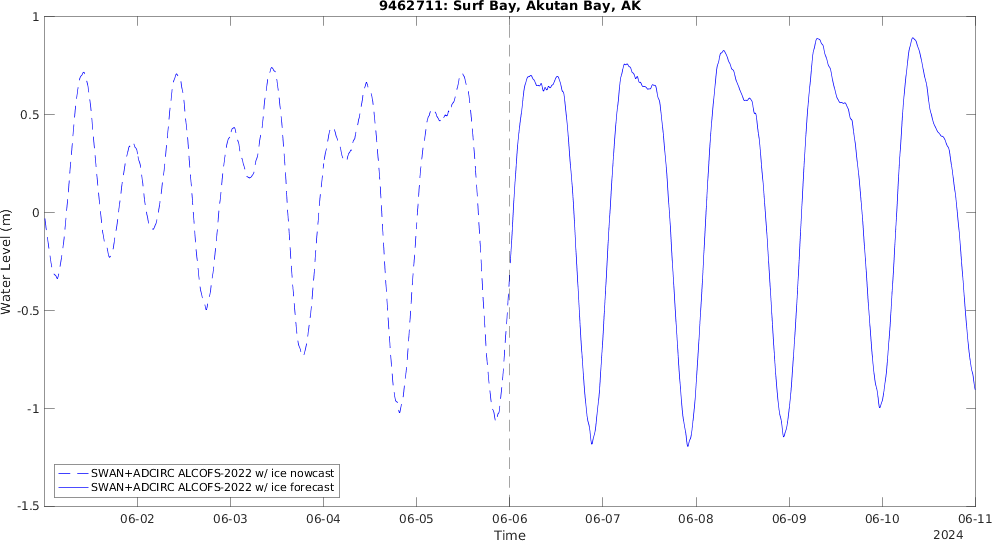 9462711: Surf Bay, Akutan Bay, AK
1
0.5
0
-0.5
-1
-1.5
Water Level (m)
SWAN+ADCIRC ALCOFS-2022 w/ ice nowcast
SWAN+ADCIRC ALCOFS-2022 w/ ice forecast
06-02 06-03 06-04 06-05 06-06 06-07 06-08 06-09 06-10 06-11
Time
2024